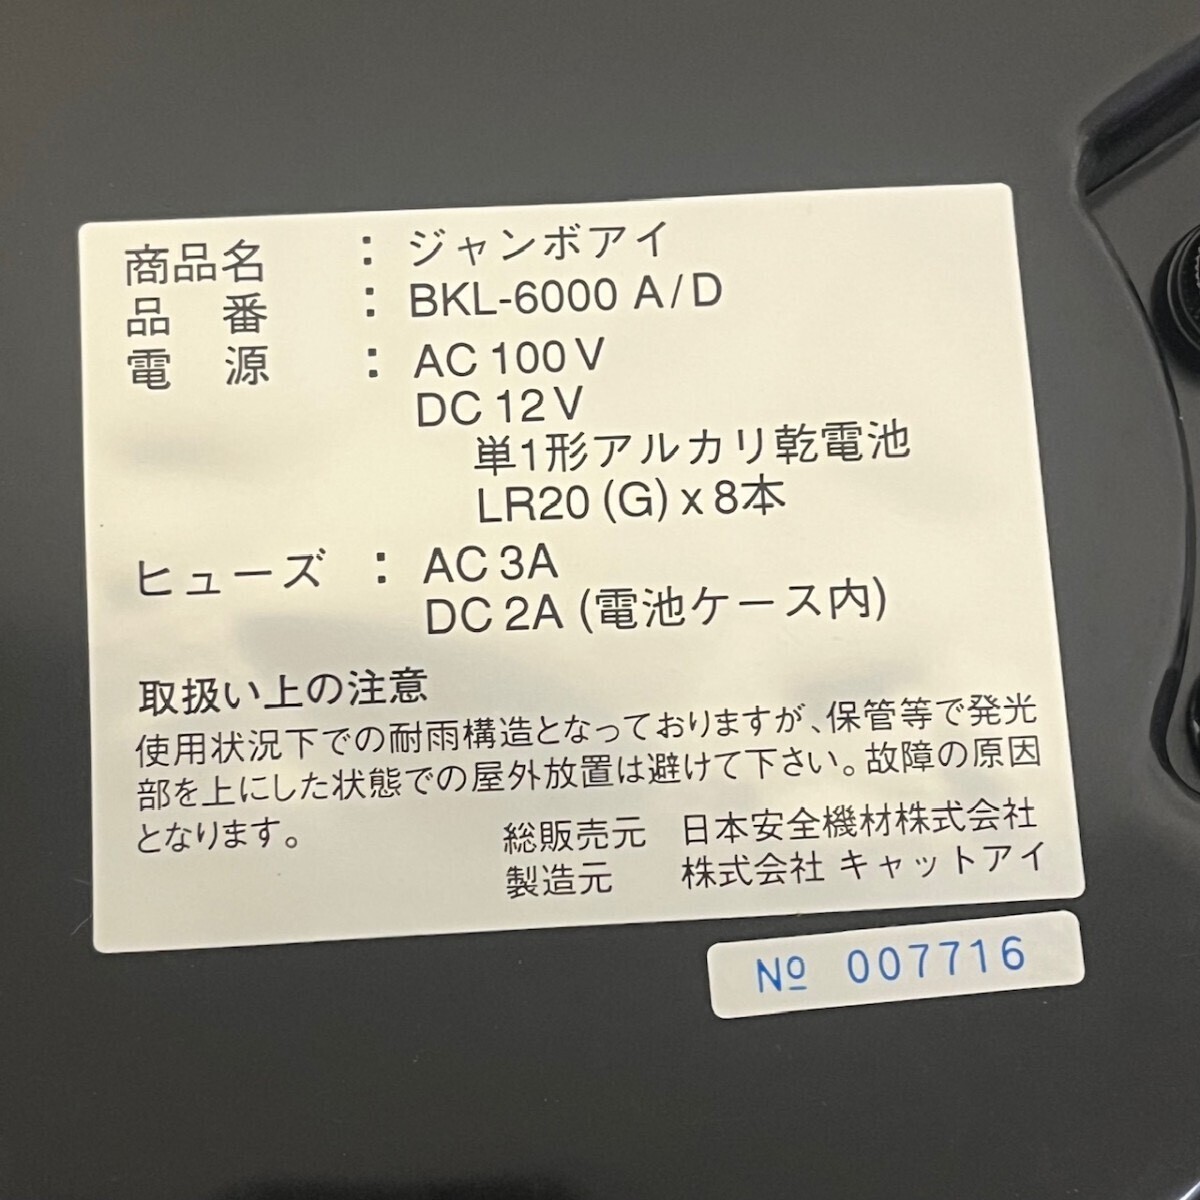 商品名 : ジャンボアイ
品 番 : BKL-6000 A/D
電 源 : AC 100V
DC 12V
単1形アルカリ乾電池
LR20 (G) x 8本
ヒューズ : AC 3A
DC 2A (電池ケース内)
取扱い上の注意
使用状況下での耐雨構造となっておりますが、保管等で発光
部を上にした状態での屋外放置は避けて下さい。故障の原因
となります。
総販売元 日本安全機材株式会社
製造元 株式会社 キャットアイ
№ 007716